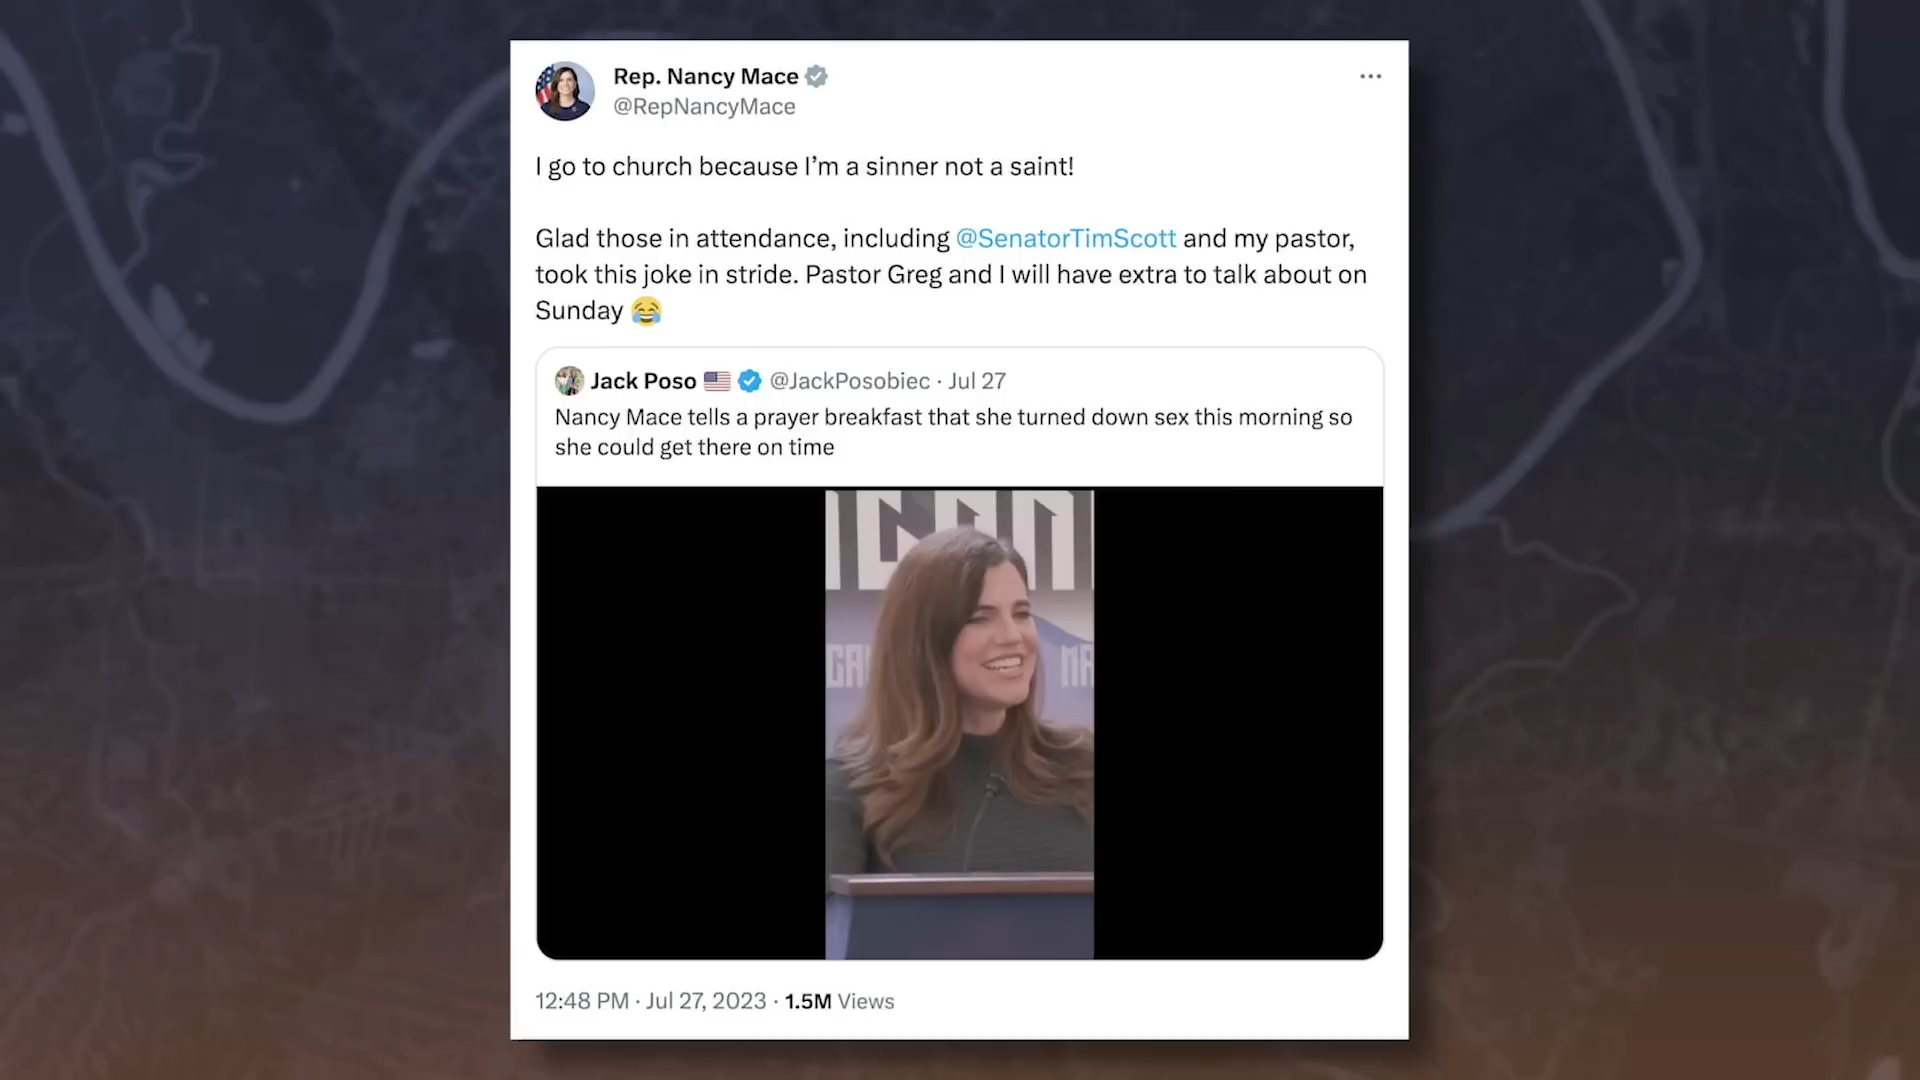 Rep. Nancy Mace
@RepNancyMace
I go to church because I’m a sinner not a saint!
Glad those in attendance, including @SenatorTimScott and my pastor,
took this joke in stride. Pastor Greg and I will have extra to talk about on
Sunday 😂
Jack Poso 🇺🇸 @JackPosobiec · Jul 27
Nancy Mace tells a prayer breakfast that she turned down sex this morning so
she could get there on time
12:48 PM · Jul 27, 2023 · 1.5M Views